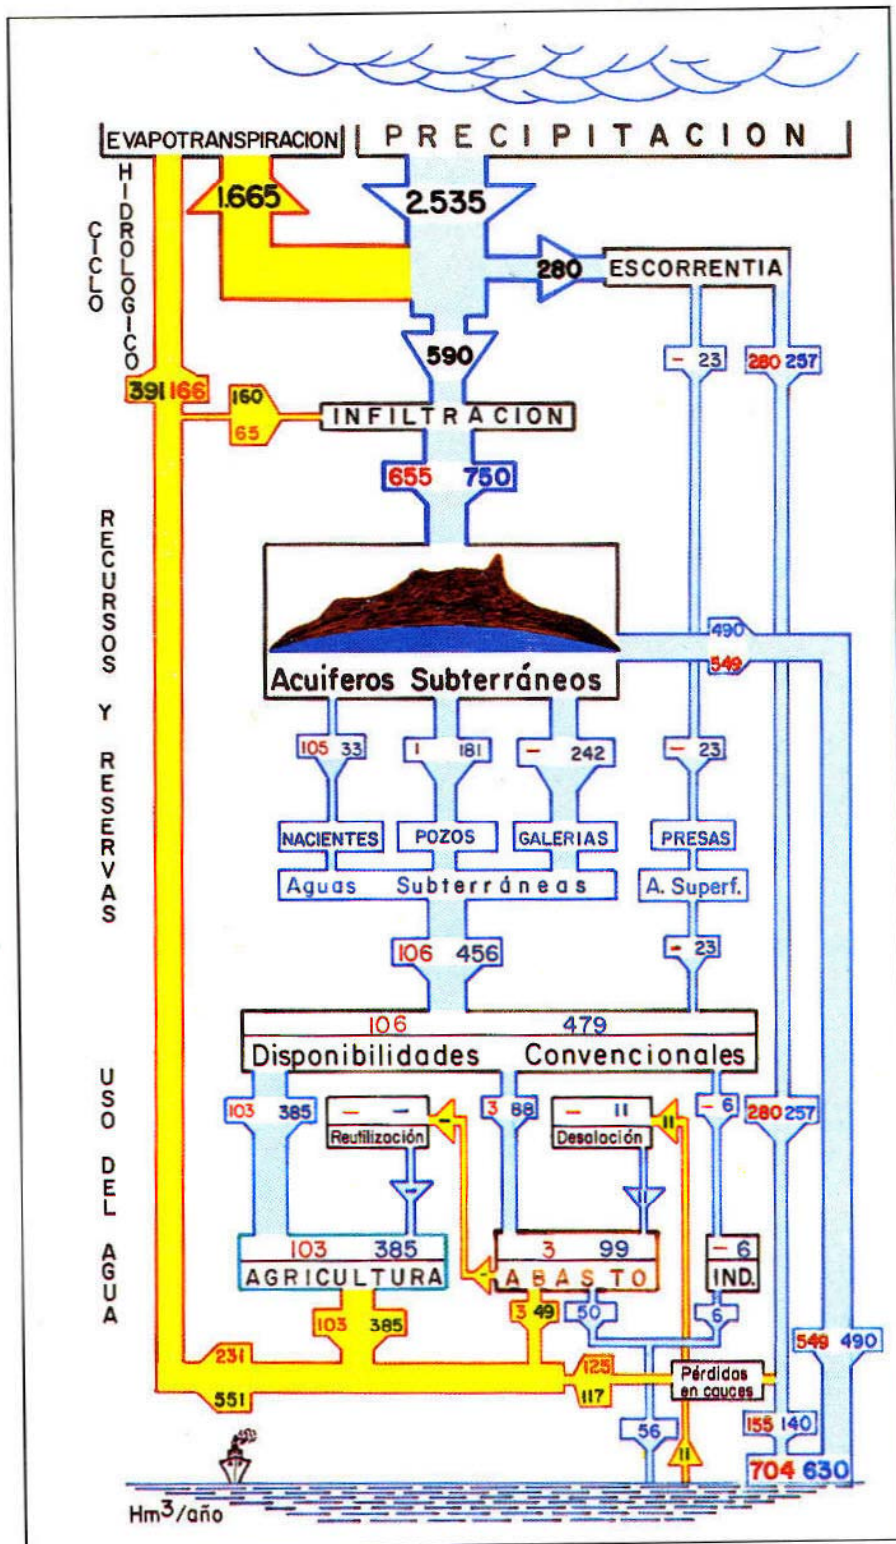 EVAPOTRANSPIRACION
PRECIPITACION
HIDROLOGICO
CICLO
1.665
2.535
280
ESCORRENTIA
590
- 23
280 257
391 166
160
65
INFILTRACION
655 750
RECURSOS Y RESERVAS
490
549
Acuiferos Subterráneos
105 33
1 181
- 242
- 23
NACIENTES
POZOS
GALERIAS
PRESAS
Aguas Subterráneas
A. Superf.
106 456
- 23
106 479
Disponibilidades Convencionales
USO DEL AGUA
103 385
- -
Reutilización
-
3 88
- 11
Desalación
11
- 6
280 257
-
11
103 385
AGRICULTURA
-
3 99
ABASTO
- 6
IND.
103 385
3 49
50
6
549 490
231
551
125
117
Pérdidas en cauces
56
11
155 140
704 630
Hm³/año